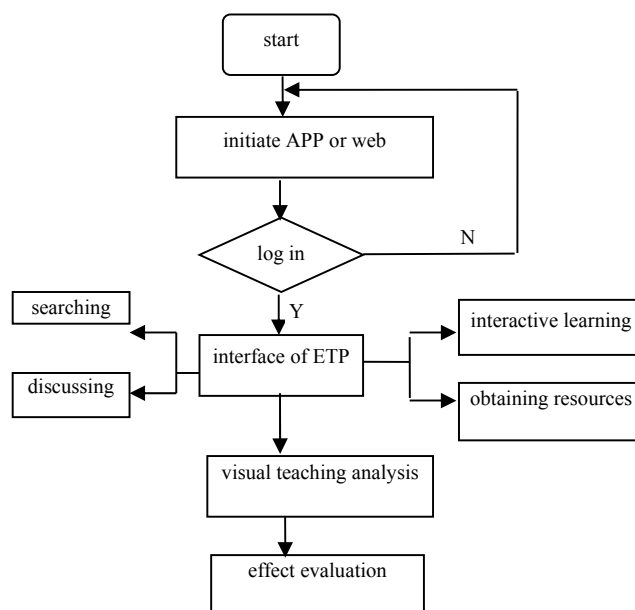 start
initiate APP or web
log in
N
Y
searching
interface of ETP
interactive learning
discussing
obtaining resources
visual teaching analysis
effect evaluation